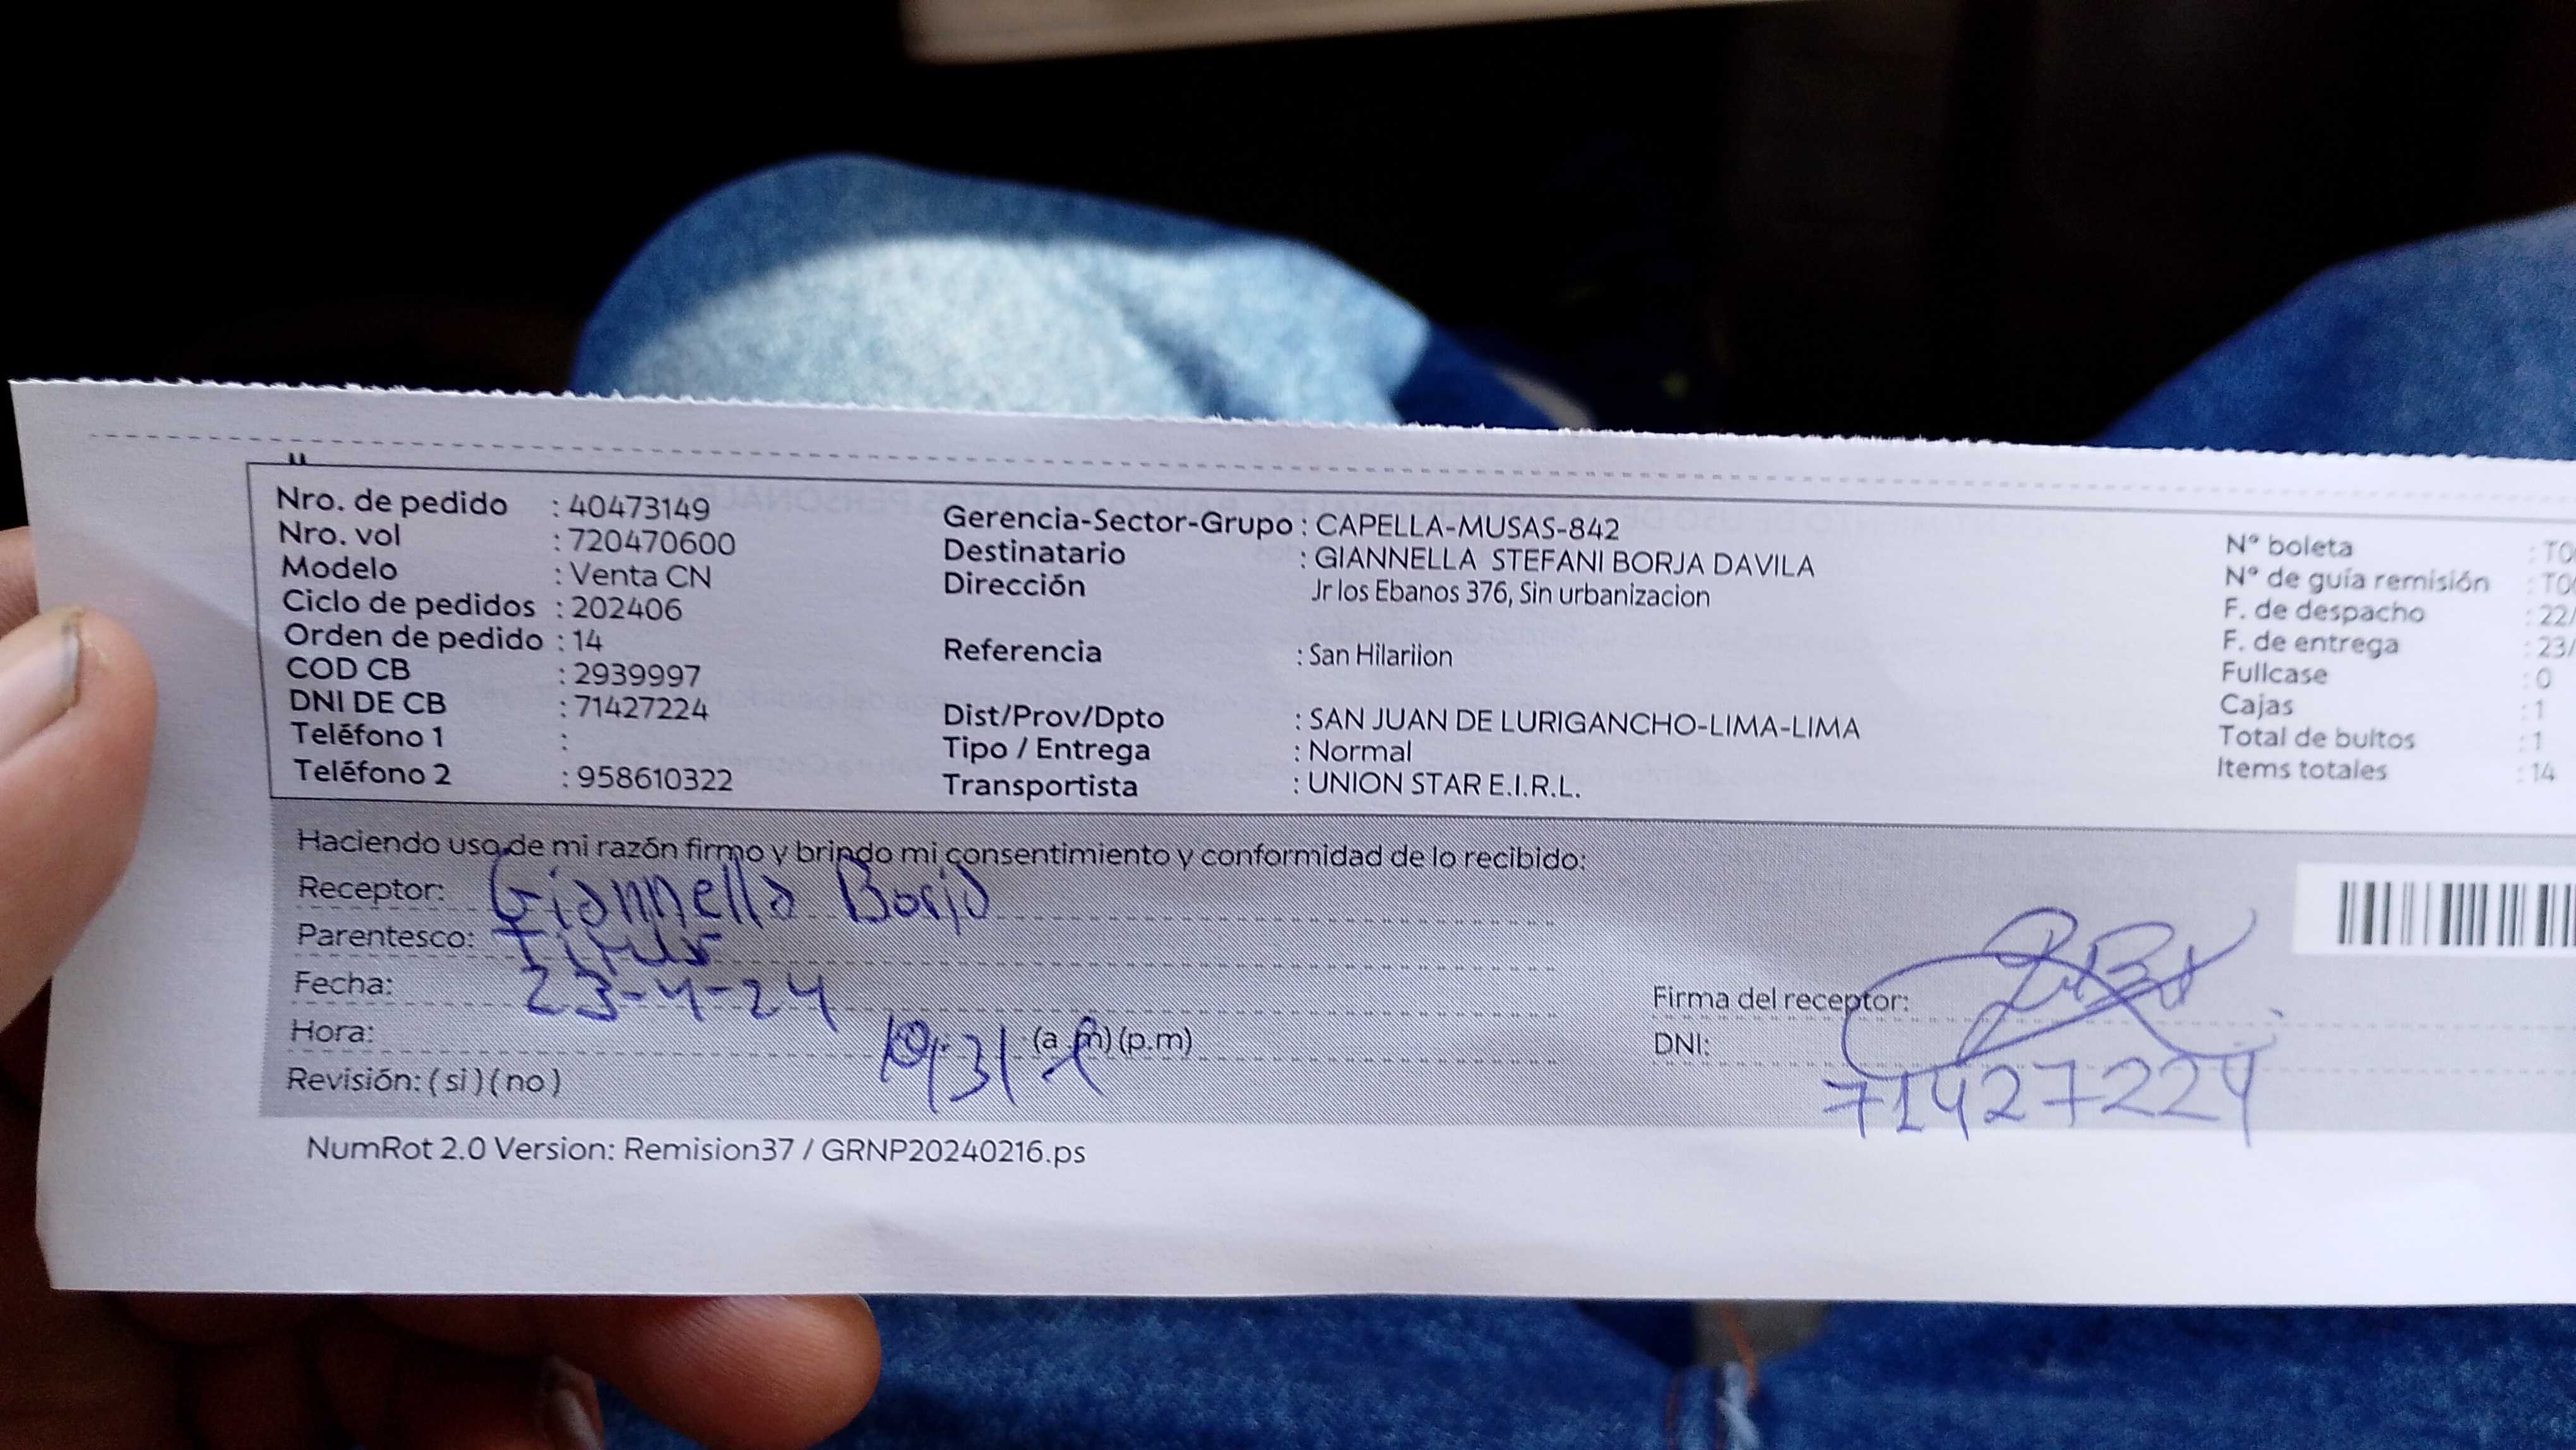 Nro. de pedido : 40473149
Nro. vol : 720470600
Modelo : Venta CN
Ciclo de pedidos : 202406
Orden de pedido : 14
COD CB : 2939997
DNI DE CB : 71427224
Teléfono 1 :
Teléfono 2 : 958610322
Gerencia-Sector-Grupo : CAPELLA-MUSAS-842
Destinatario : GIANNELLA STEFANI BORJA DAVILA
Dirección Jr los Ebanos 376, Sin urbanizacion
Referencia : San Hilariion
Dist/Prov/Dpto : SAN JUAN DE LURIGANCHO-LIMA-LIMA
Tipo / Entrega : Normal
Transportista : UNION STAR E.I.R.L.
N° boleta : TO
N° de guía remisión : TO
F. de despacho : 22/
F. de entrega : 23/
Fullcase : 0
Cajas : 1
Total de bultos : 1
Items totales : 14
Haciendo uso de mi razón firmo y brindo mi consentimiento y conformidad de lo recibido:
Receptor: Giannella Borja
Parentesco:
Fecha: 23-4-24
Hora: (a.m) (p.m)
Revisión: ( si ) ( no )
Firma del receptor:
DNI: 71427224
NumRot 2.0 Version: Remision37 / GRNP20240216.ps